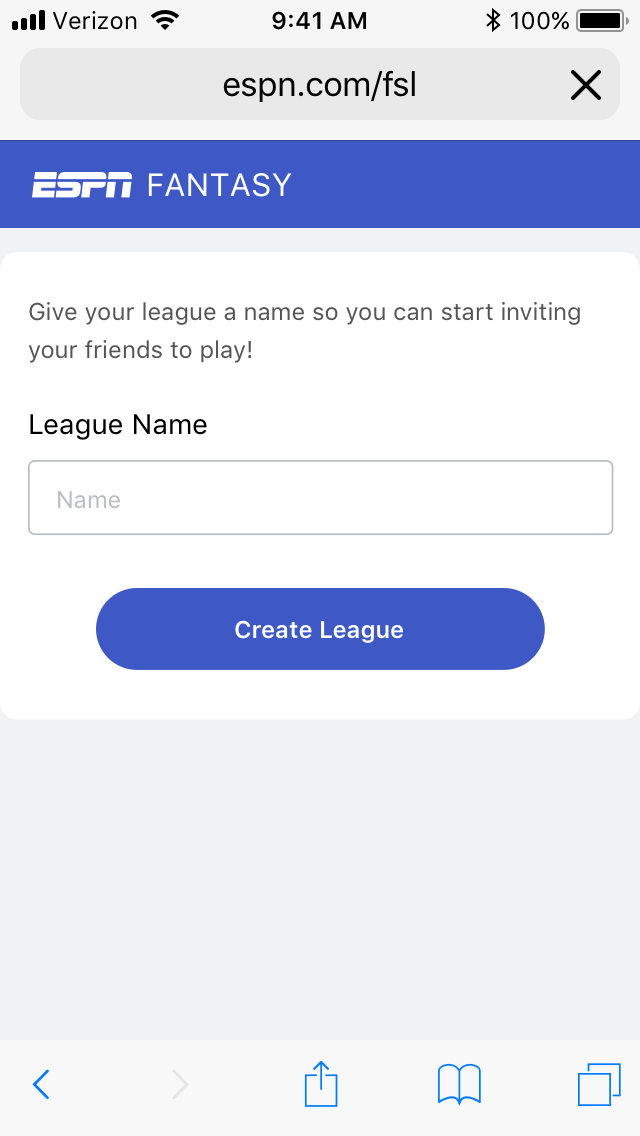 Verizon 9:41 AM 100%
espn.com/fsl
ESPN FANTASY
Give your league a name so you can start inviting
your friends to play!
League Name
Name
Create League